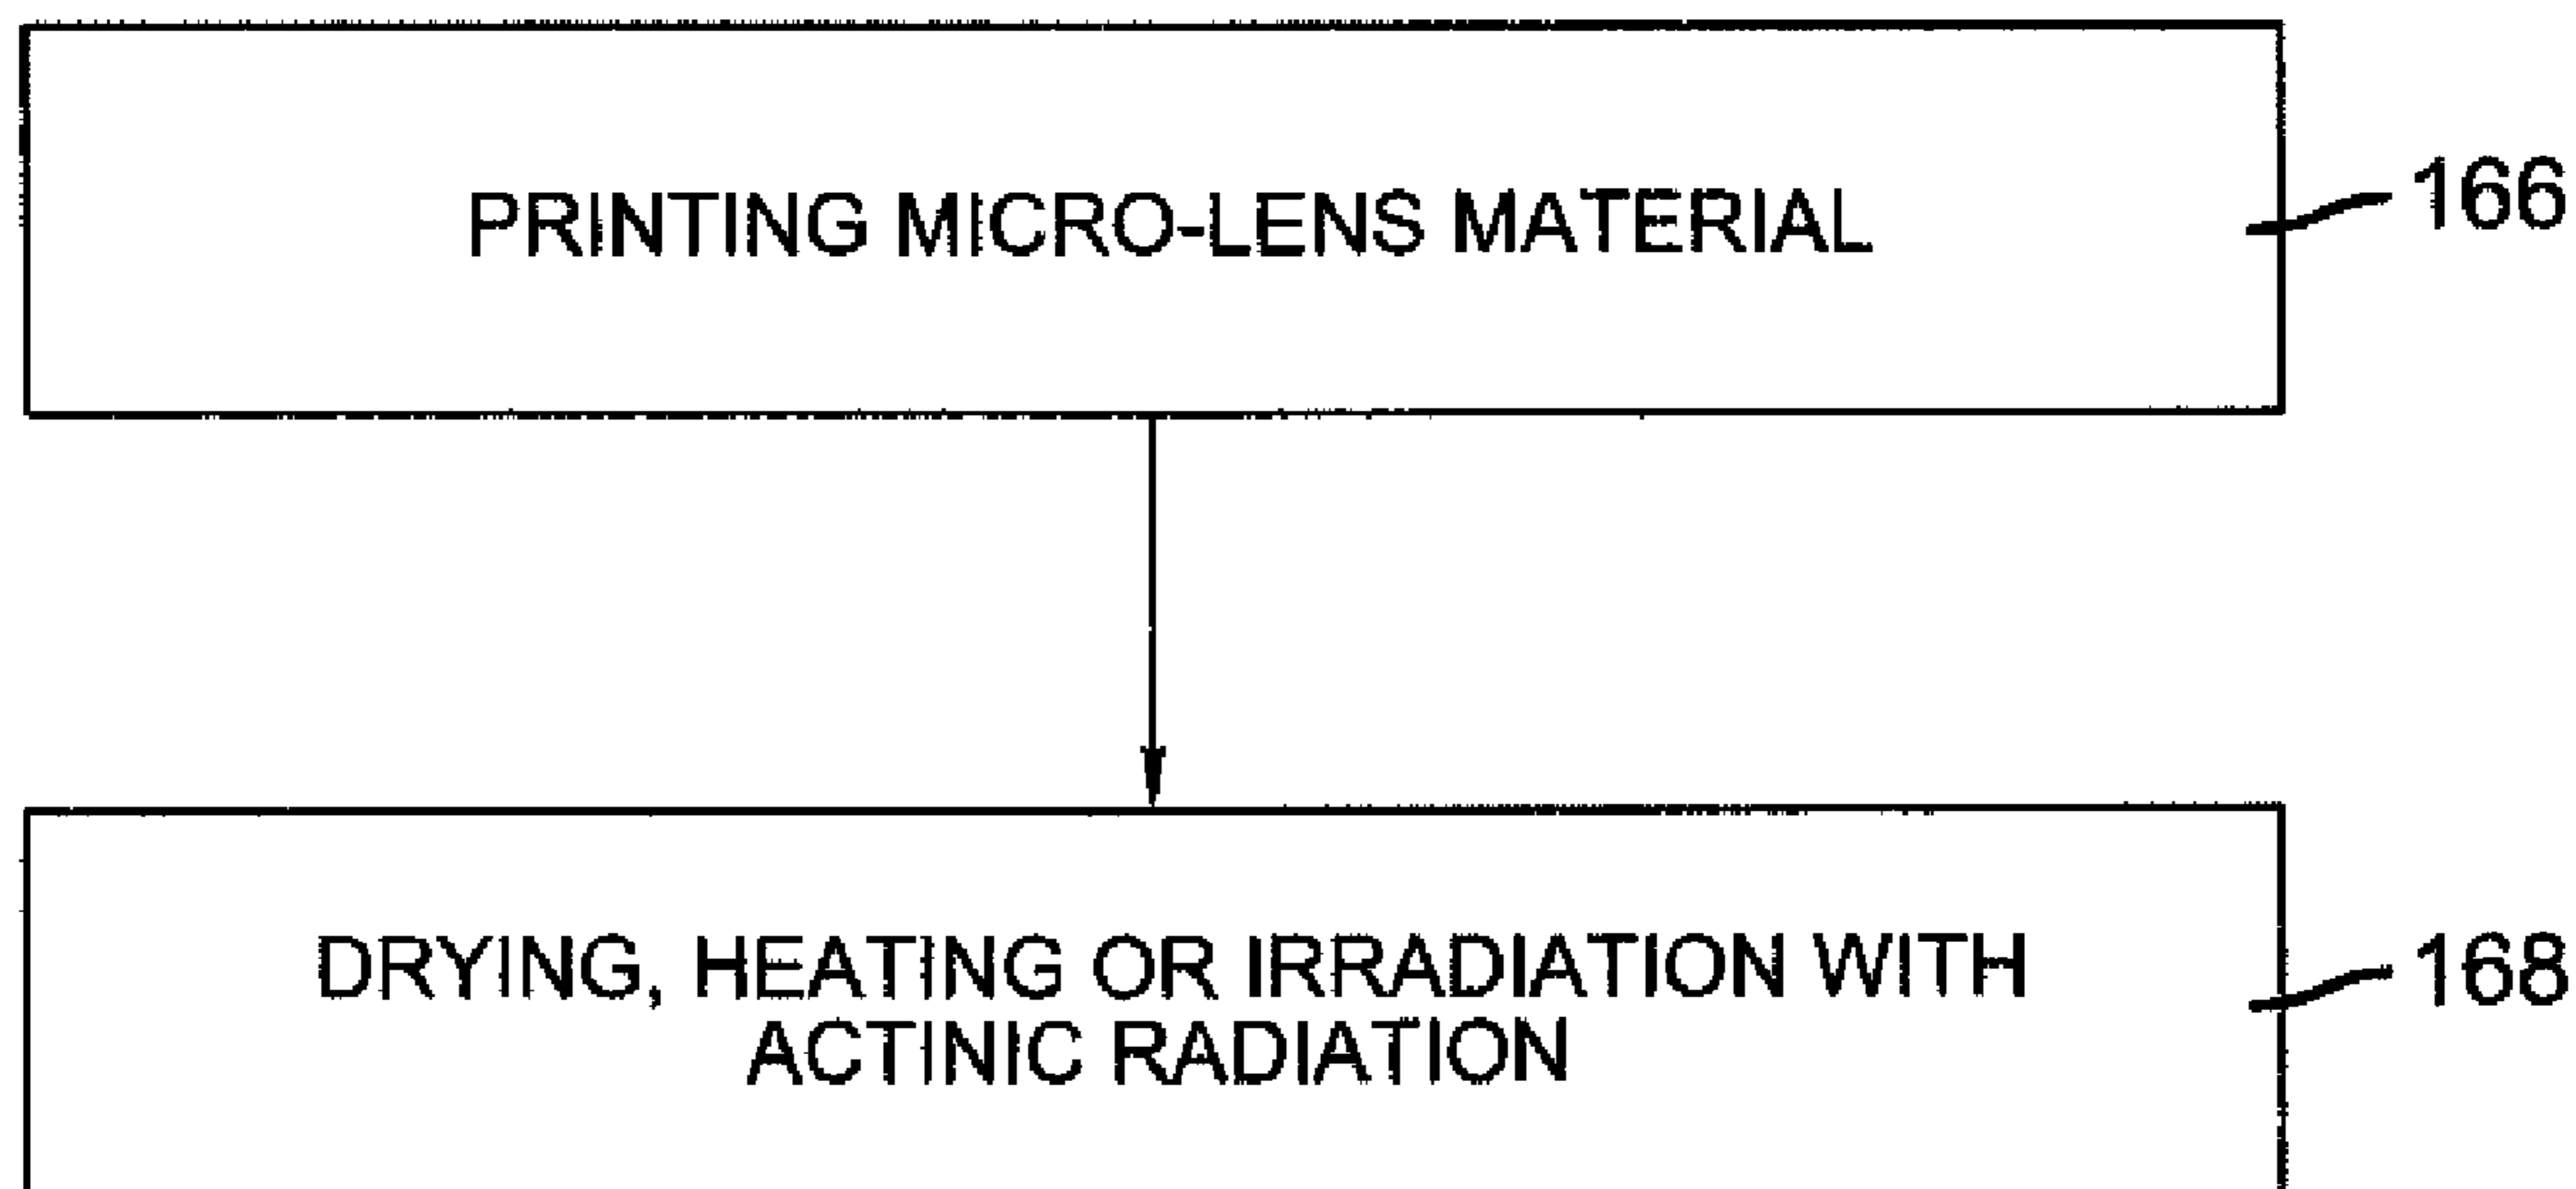 PRINTING MICRO-LENS MATERIAL
166
DRYING, HEATING OR IRRADIATION WITH
ACTINIC RADIATION
168